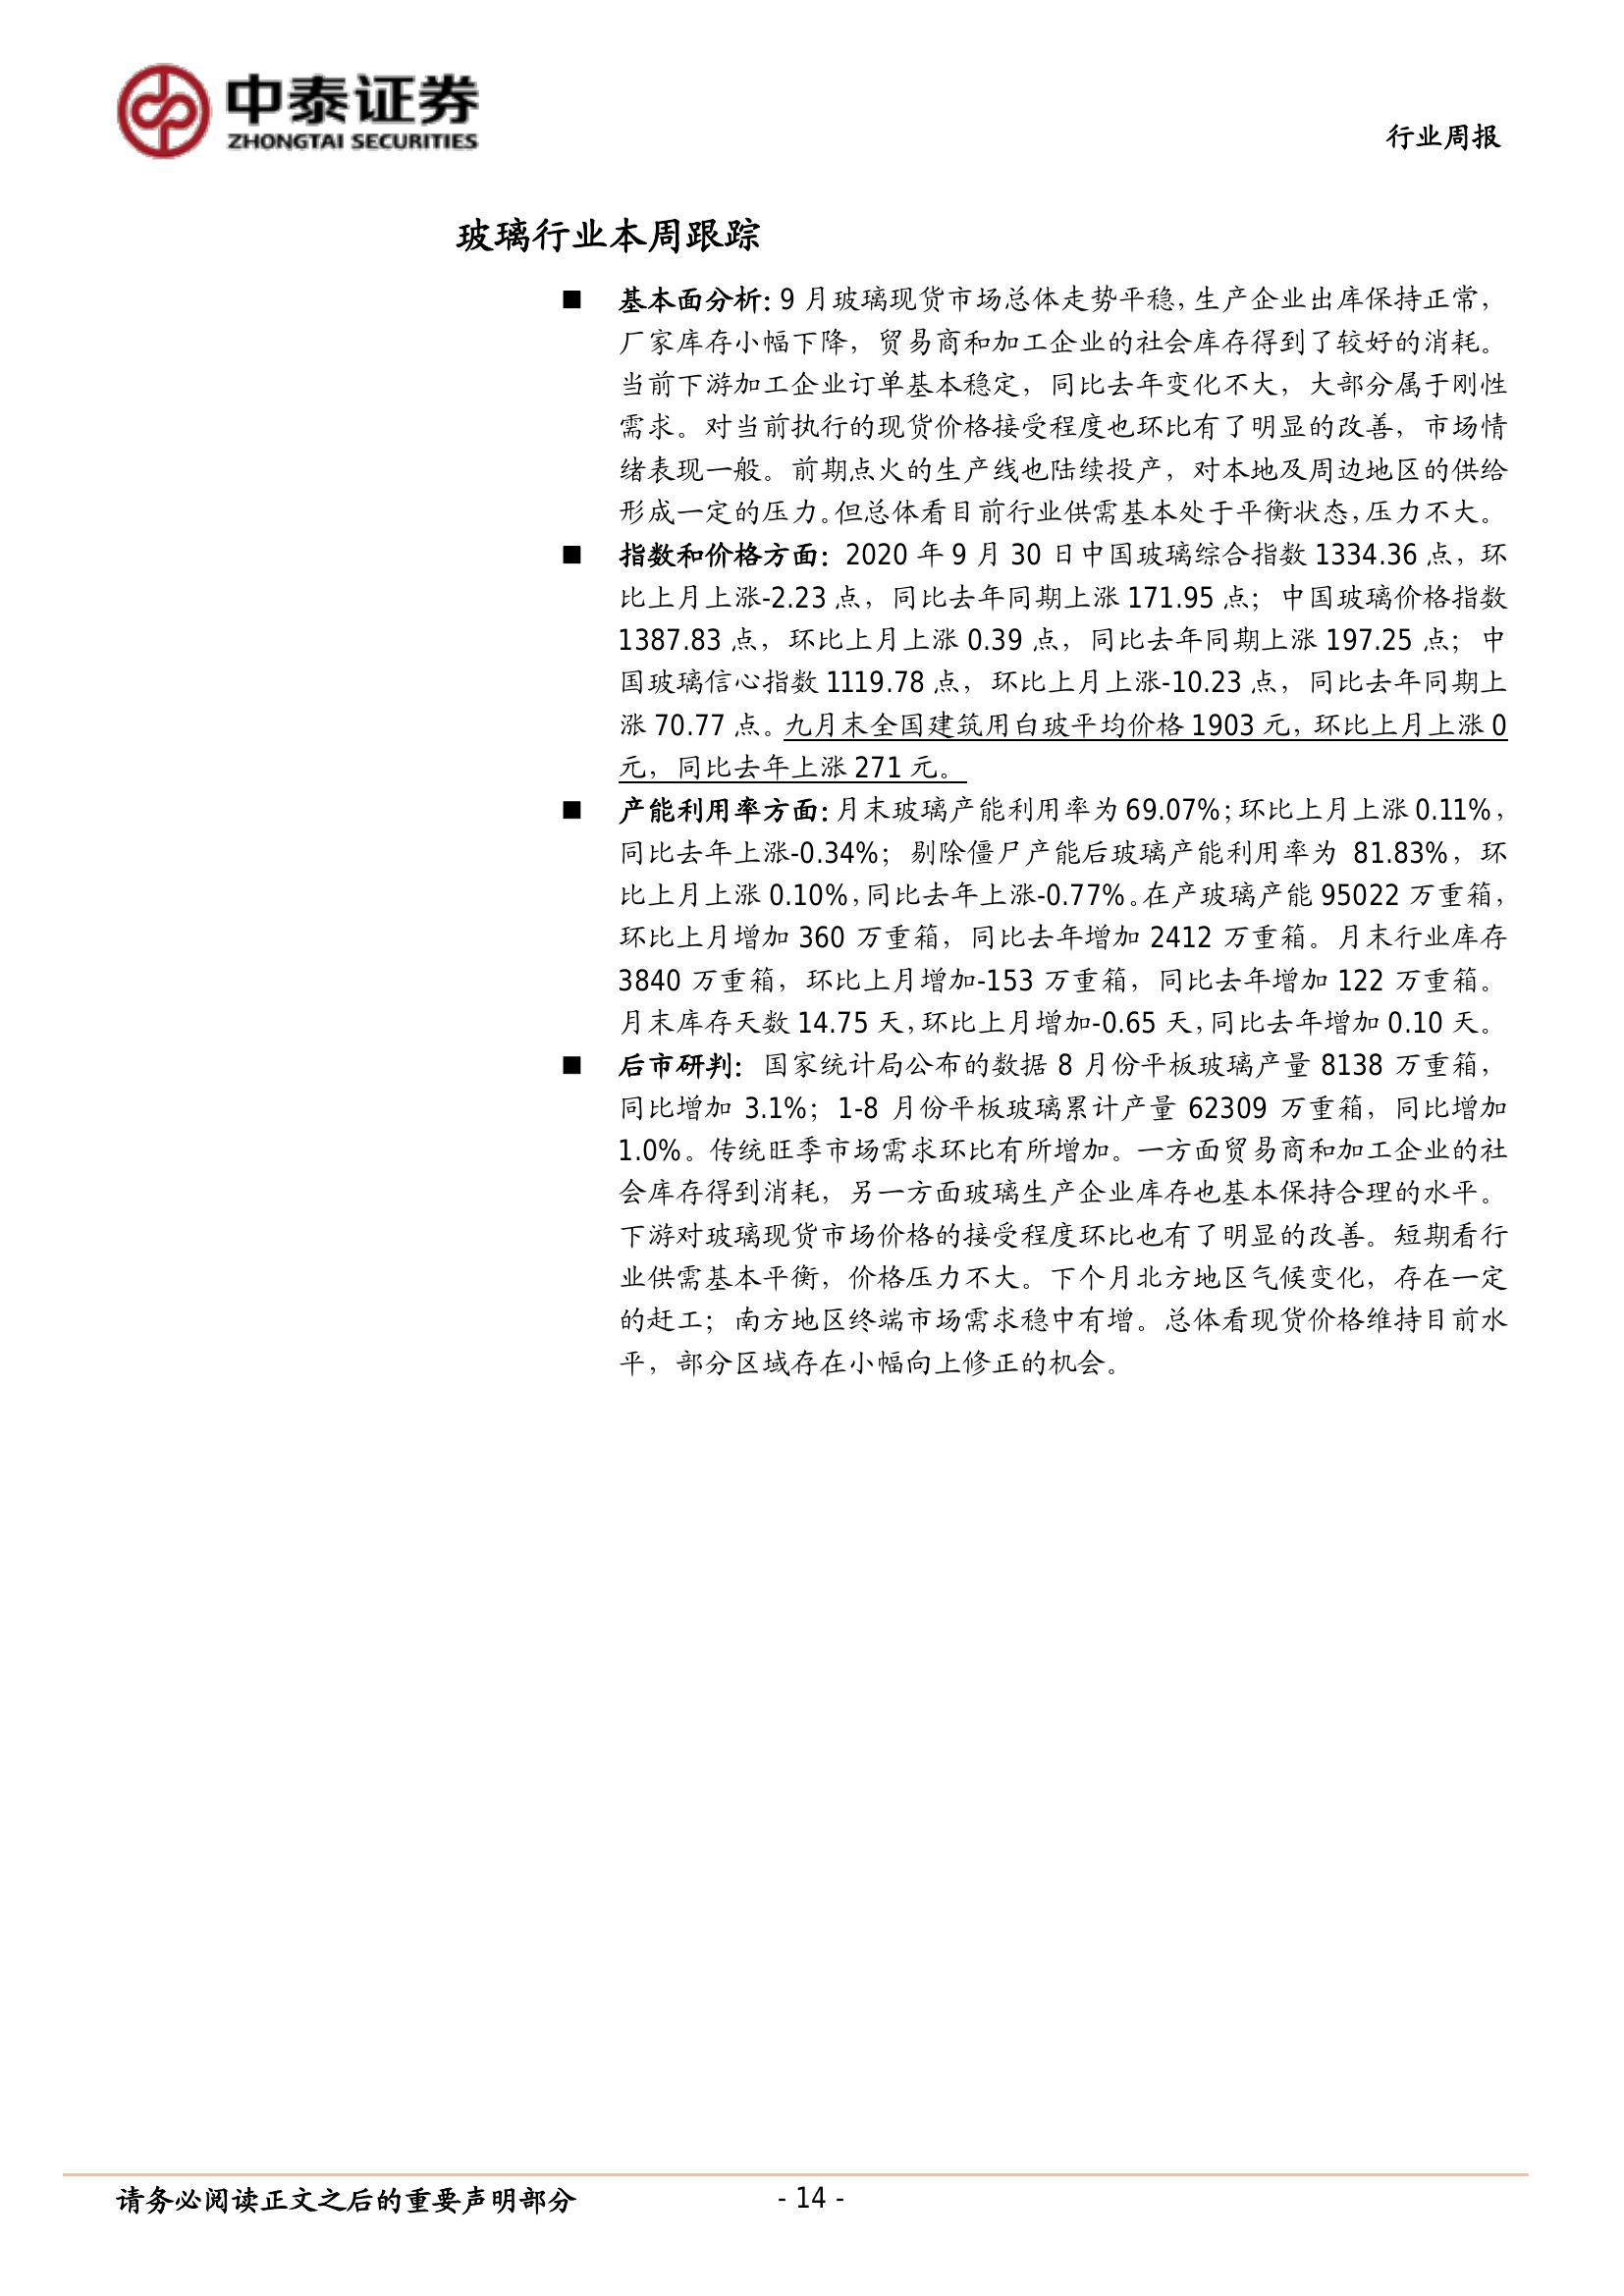 中泰证券
ZHONGTAI SECURITIES
行业周报
玻璃行业本周跟踪
■ 基本面分析：9 月玻璃现货市场总体走势平稳，生产企业出库保持正常，
厂家库存小幅下降，贸易商和加工企业的社会库存得到了较好的消耗。
当前下游加工企业订单基本稳定，同比去年变化不大，大部分属于刚性
需求。对当前执行的现货价格接受程度也环比有了明显的改善，市场情
绪表现一般。前期点火的生产线也陆续投产，对本地及周边地区的供给
形成一定的压力。但总体看目前行业供需基本处于平衡状态，压力不大。
■ 指数和价格方面：2020 年 9 月 30 日中国玻璃综合指数 1334.36 点，环
比上月上涨-2.23 点，同比去年同期上涨 171.95 点；中国玻璃价格指数
1387.83 点，环比上月上涨 0.39 点，同比去年同期上涨 197.25 点；中
国玻璃信心指数 1119.78 点，环比上月上涨-10.23 点，同比去年同期上
涨 70.77 点。九月末全国建筑用白玻平均价格 1903 元，环比上月上涨 0
元，同比去年上涨 271 元。
■ 产能利用率方面：月末玻璃产能利用率为 69.07%；环比上月上涨 0.11%，
同比去年上涨-0.34%；剔除僵尸产能后玻璃产能利用率为 81.83%，环
比上月上涨 0.10%，同比去年上涨-0.77%。在产玻璃产能 95022 万重箱，
环比上月增加 360 万重箱，同比去年增加 2412 万重箱。月末行业库存
3840 万重箱，环比上月增加-153 万重箱，同比去年增加 122 万重箱。
月末库存天数 14.75 天，环比上月增加-0.65 天，同比去年增加 0.10 天。
■ 后市研判：国家统计局公布的数据 8 月份平板玻璃产量 8138 万重箱，
同比增加 3.1%；1-8 月份平板玻璃累计产量 62309 万重箱，同比增加
1.0%。传统旺季市场需求环比有所增加。一方面贸易商和加工企业的社
会库存得到消耗，另一方面玻璃生产企业库存也基本保持合理的水平。
下游对玻璃现货市场价格的接受程度环比也有了明显的改善。短期看行
业供需基本平衡，价格压力不大。下个月北方地区气候变化，存在一定
的赶工；南方地区终端市场需求稳中有增。总体看现货价格维持目前水
平，部分区域存在小幅向上修正的机会。
请务必阅读正文之后的重要声明部分
- 14 -